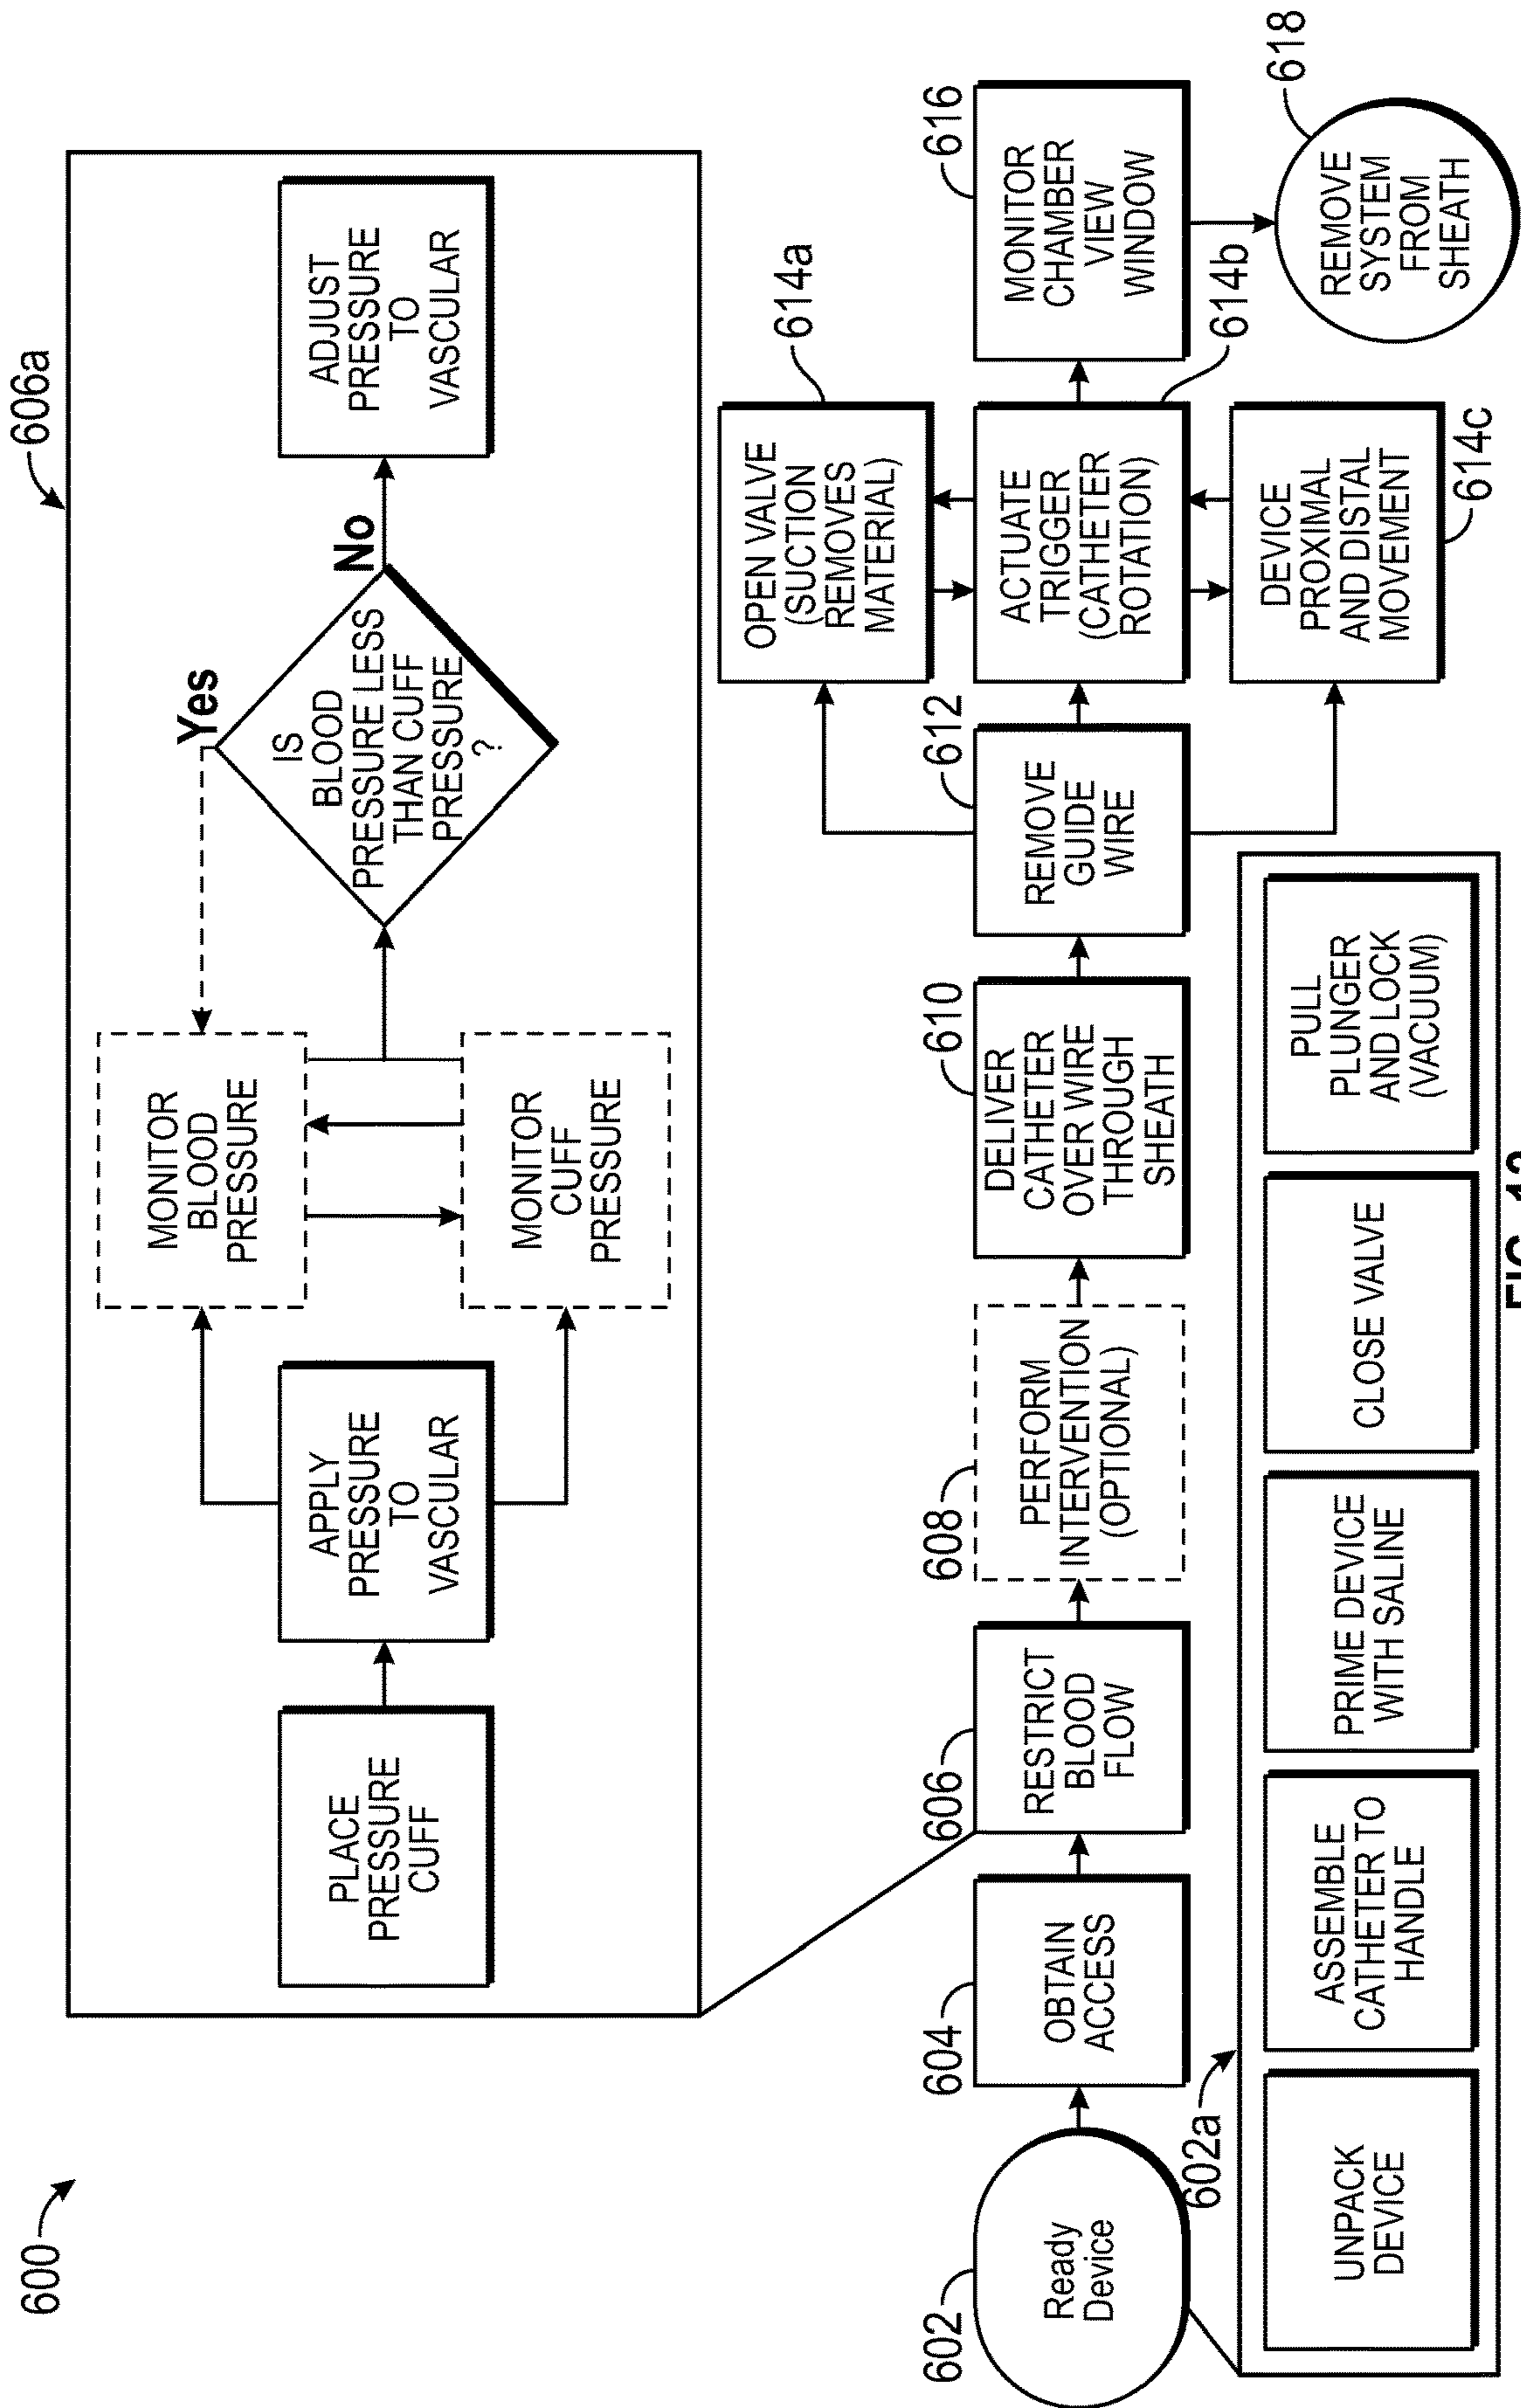 600
606a
PLACE
PRESSURE
CUFF
APPLY
PRESSURE
TO
VASCULAR
MONITOR
BLOOD
PRESSURE
MONITOR
CUFF
PRESSURE
Yes
IS
BLOOD
PRESSURE LESS
THAN CUFF
PRESSURE
?
No
ADJUST
PRESSURE
TO
VASCULAR
602
Ready
Device
604
OBTAIN
ACCESS
606
RESTRICT
BLOOD
FLOW
608
PERFORM
INTERVENTION
(OPTIONAL)
610
DELIVER
CATHETER
OVER WIRE
THROUGH
SHEATH
612
REMOVE
GUIDE
WIRE
614a
OPEN VALVE
(SUCTION
REMOVES
MATERIAL)
614b
ACTUATE
TRIGGER
(CATHETER
ROTATION)
614c
DEVICE
PROXIMAL
AND DISTAL
MOVEMENT
616
MONITOR
CHAMBER
VIEW
WINDOW
618
REMOVE
SYSTEM
FROM
SHEATH
602a
UNPACK
DEVICE
ASSEMBLE
CATHETER TO
HANDLE
PRIME DEVICE
WITH SALINE
CLOSE VALVE
PULL
PLUNGER
AND LOCK
(VACUUM)
FIG.